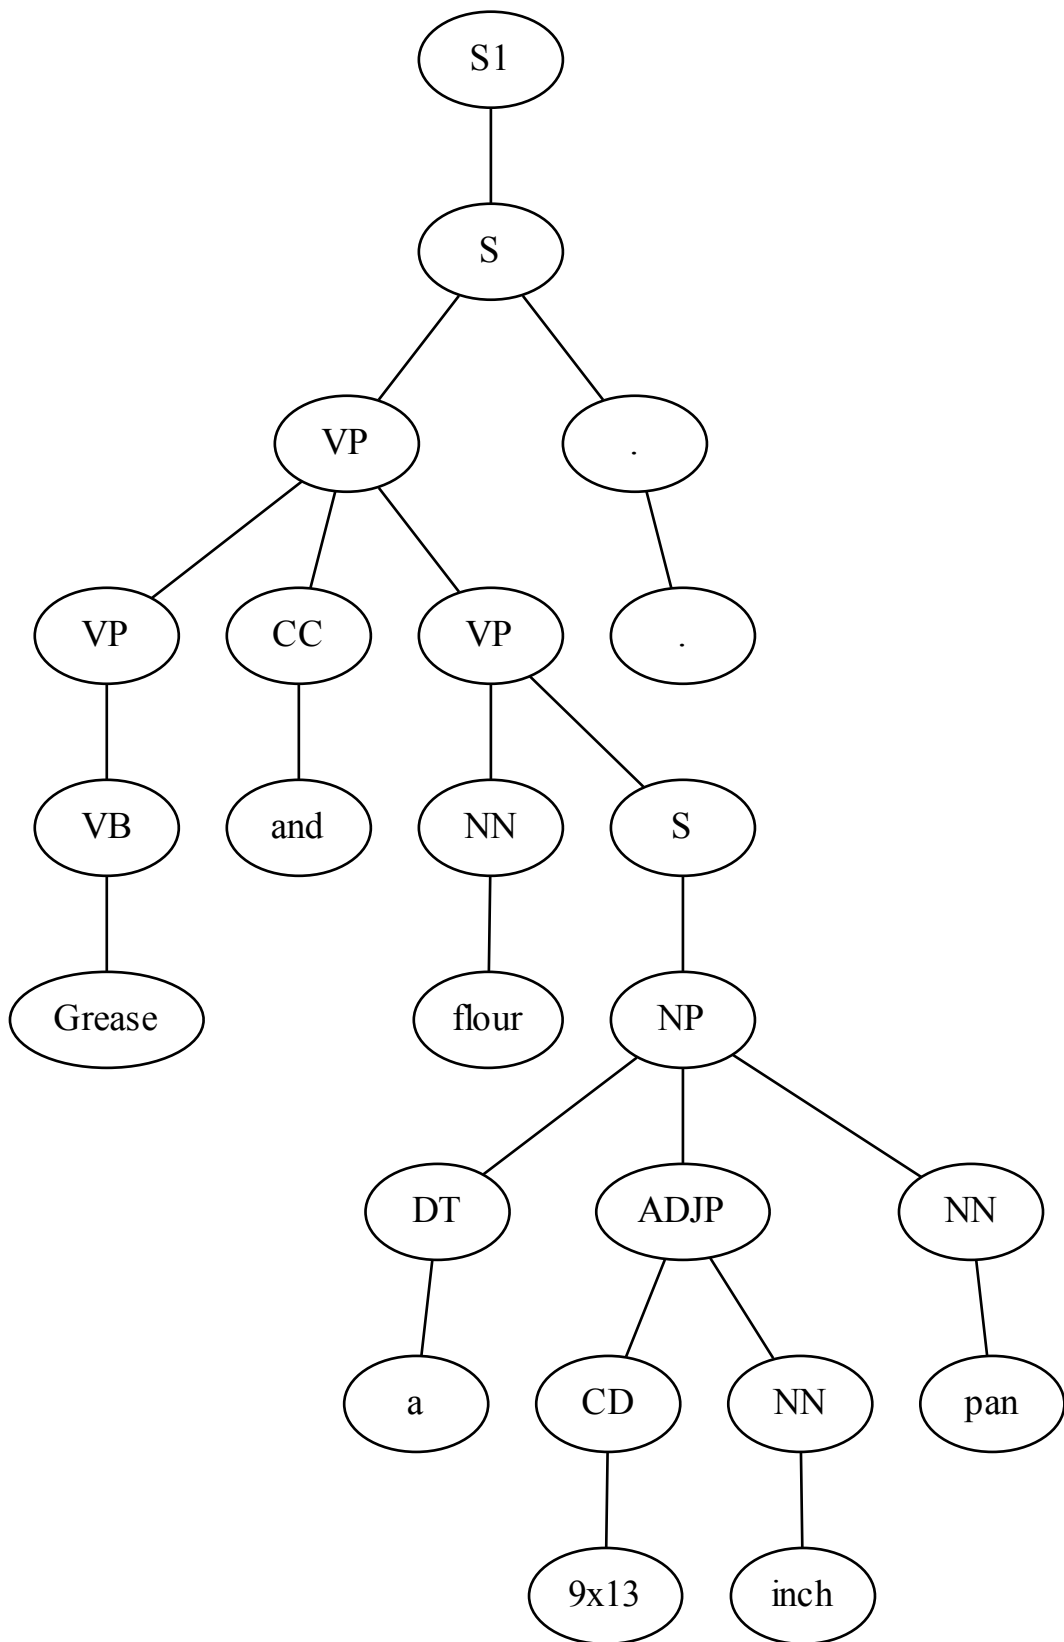 S1
S
VP .
VP CC VP .
VB and NN S
Grease flour NP
DT ADJP NN
a CD NN pan
9x13 inch